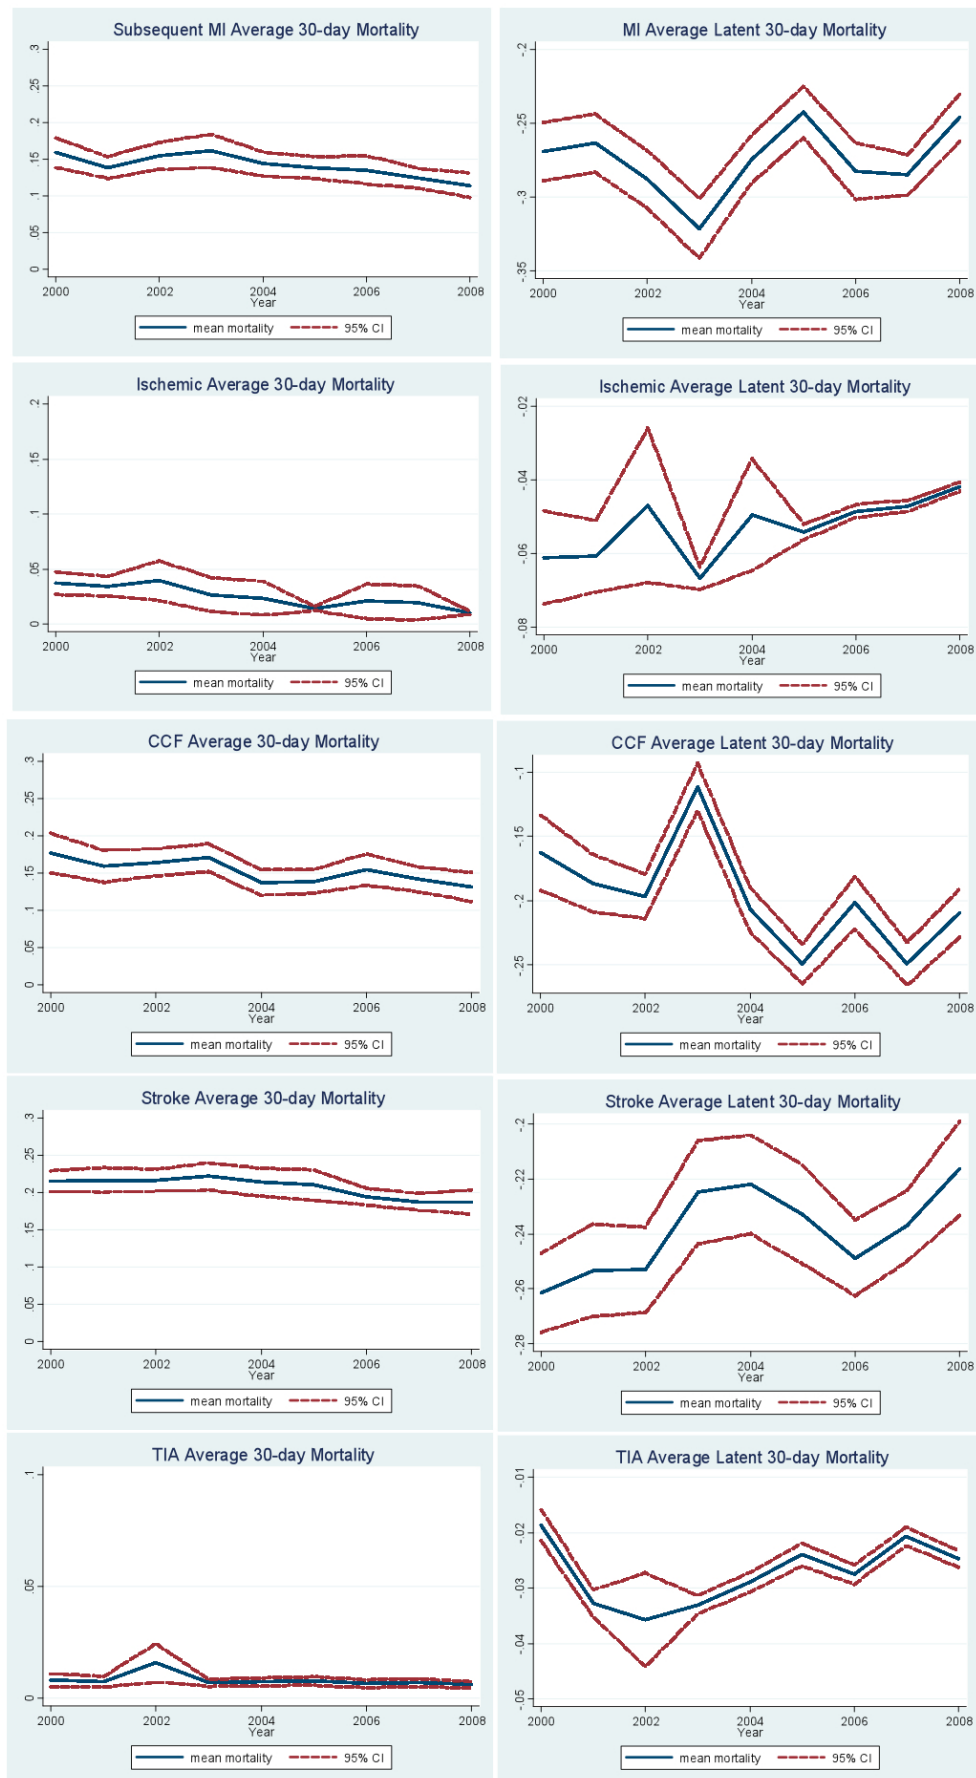 Subsequent MI Average 30-day Mortality
.3
.25
.2
.15
.1
.05
0
2000 2002 2004 2006 2008
Year
mean mortality 95% CI
MI Average Latent 30-day Mortality
-.2
-.25
-.3
-.35
2000 2002 2004 2006 2008
Year
mean mortality 95% CI
Ischemic Average 30-day Mortality
.2
.15
.1
.05
0
2000 2002 2004 2006 2008
Year
mean mortality 95% CI
Ischemic Average Latent 30-day Mortality
-.02
-.04
-.06
-.08
2000 2002 2004 2006 2008
Year
mean mortality 95% CI
CCF Average 30-day Mortality
.3
.25
.2
.15
.1
.05
0
2000 2002 2004 2006 2008
Year
mean mortality 95% CI
CCF Average Latent 30-day Mortality
-.1
-.15
-.2
-.25
2000 2002 2004 2006 2008
Year
mean mortality 95% CI
Stroke Average 30-day Mortality
.3
.25
.2
.15
.1
.05
0
2000 2002 2004 2006 2008
Year
mean mortality 95% CI
Stroke Average Latent 30-day Mortality
-.2
-.22
-.24
-.26
-.28
2000 2002 2004 2006 2008
Year
mean mortality 95% CI
TIA Average 30-day Mortality
.1
.05
0
2000 2002 2004 2006 2008
Year
mean mortality 95% CI
TIA Average Latent 30-day Mortality
-.01
-.02
-.03
-.04
-.05
2000 2002 2004 2006 2008
Year
mean mortality 95% CI